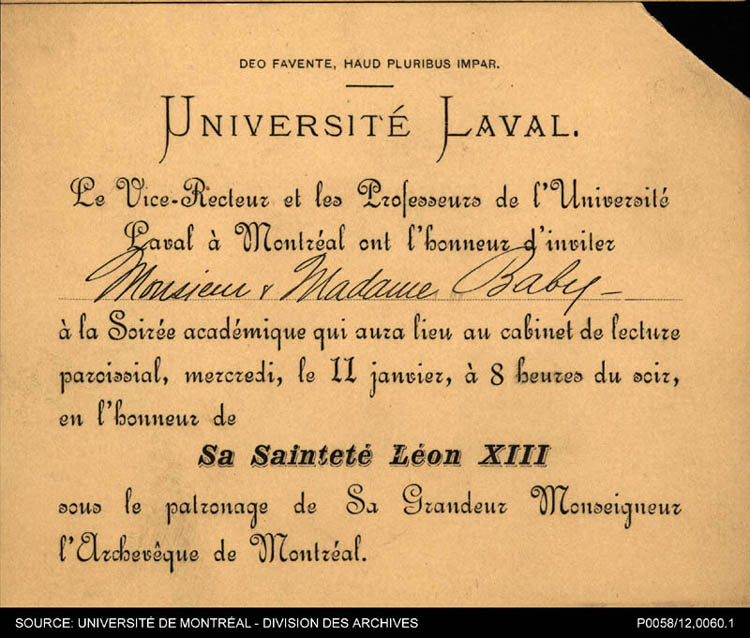 DEO FAVENTE, HAUD PLURIBUS IMPAR.
UNIVERSITÉ LAVAL.
Le Vice-Recteur et les Professeurs de l'Université
Laval à Montréal ont l'honneur d'inviter
Monsieur & Madame Baby —
à la Soirée académique qui aura lieu au cabinet de lecture
paroissial, mercredi, le 11 janvier, à 8 heures du soir,
en l'honneur de
Sa Sainteté Léon XIII
sous le patronage de Sa Grandeur Monseigneur
l'Archevêque de Montréal.
SOURCE: UNIVERSITÉ DE MONTRÉAL - DIVISION DES ARCHIVES P0058/12,0060.1